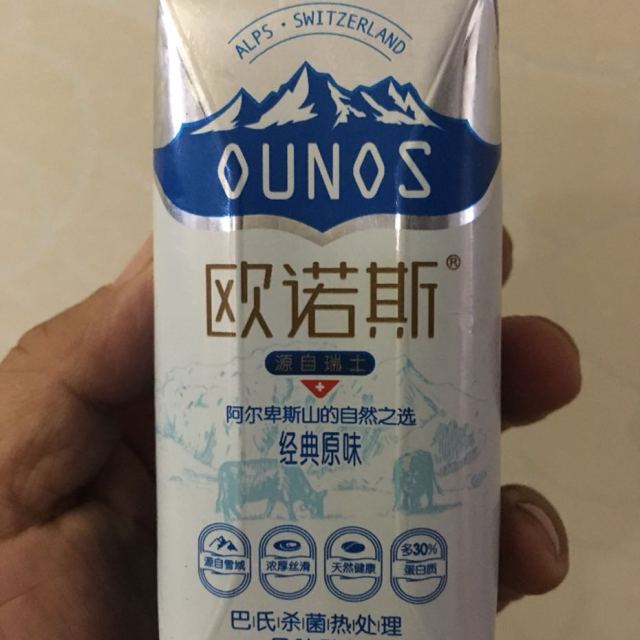 ALPS · SWITZERLAND
OUNOS
欧诺斯®
源自瑞士
阿尔卑斯山的自然之选
经典原味
源自雪域
浓厚丝滑
天然健康
多30%
蛋白质
巴氏杀菌热处理